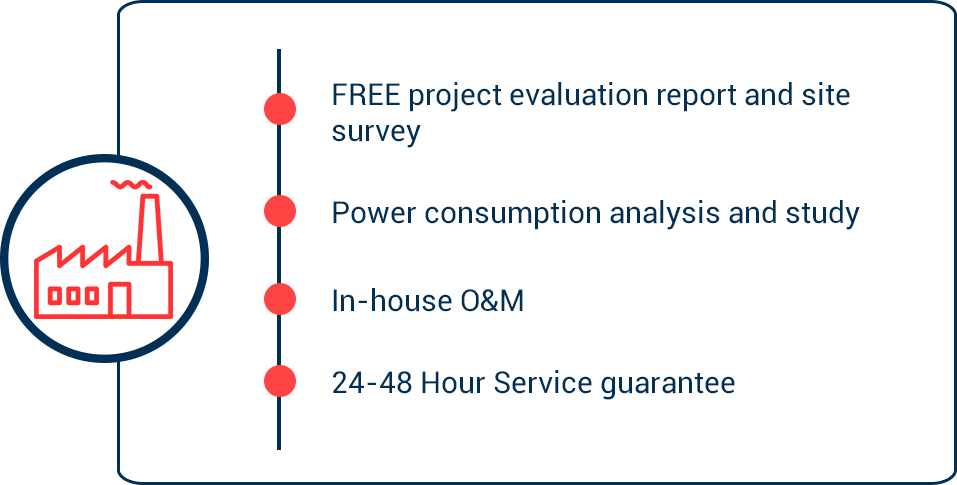 FREE project evaluation report and site
survey
Power consumption analysis and study
In-house O&M
24-48 Hour Service guarantee